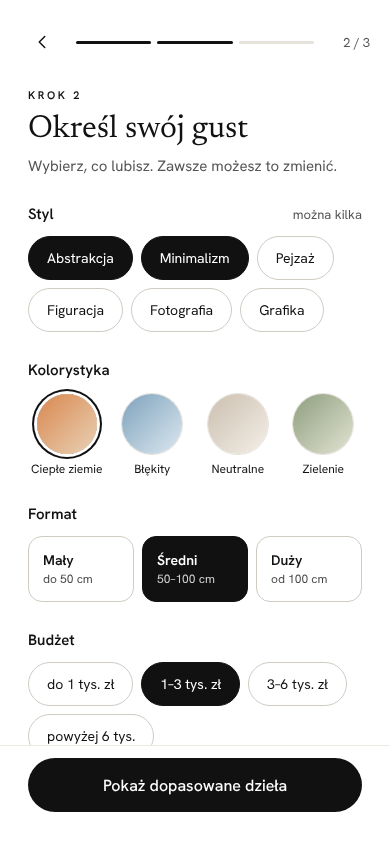 2 / 3
KROK 2
Określ swój gust
Wybierz, co lubisz. Zawsze możesz to zmienić.
Styl można kilka
Abstrakcja Minimalizm Pejzaż
Figuracja Fotografia Grafika
Kolorystyka
Ciepłe ziemie Błękity Neutralne Zielenie
Format
Mały Średni Duży
do 50 cm 50–100 cm od 100 cm
Budżet
do 1 tys. zł 1–3 tys. zł 3–6 tys. zł
powyżej 6 tys.
Pokaż dopasowane dzieła